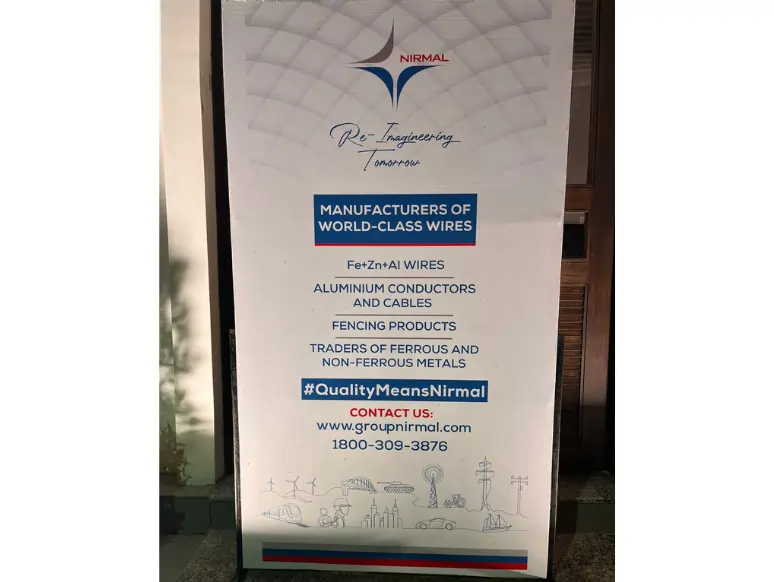 NIRMAL
Re-Imagineering
Tomorrow
MANUFACTURERS OF
WORLD-CLASS WIRES
Fe+Zn+Al WIRES
ALUMINIUM CONDUCTORS
AND CABLES
FENCING PRODUCTS
TRADERS OF FERROUS AND
NON-FERROUS METALS
#QualityMeansNirmal
CONTACT US:
www.groupnirmal.com
1800-309-3876